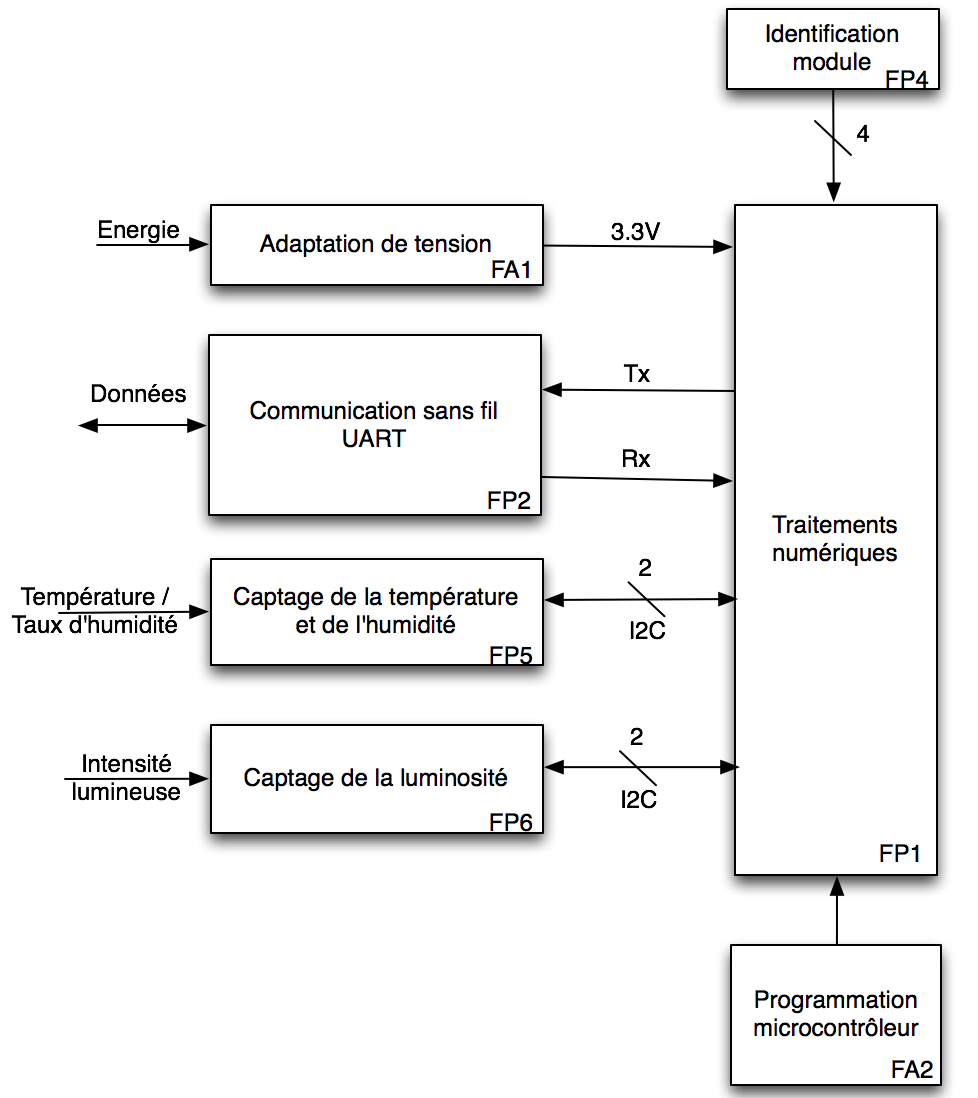 Identification
module
FP4
4
Energie
Adaptation de tension
FA1
3.3V
Données
Communication sans fil
UART
FP2
Tx
Rx
Traitements
numériques
FP1
Température /
Taux d'humidité
Captage de la température
et de l'humidité
FP5
2
I2C
Intensité
lumineuse
Captage de la luminosité
FP6
2
I2C
Programmation
microcontrôleur
FA2